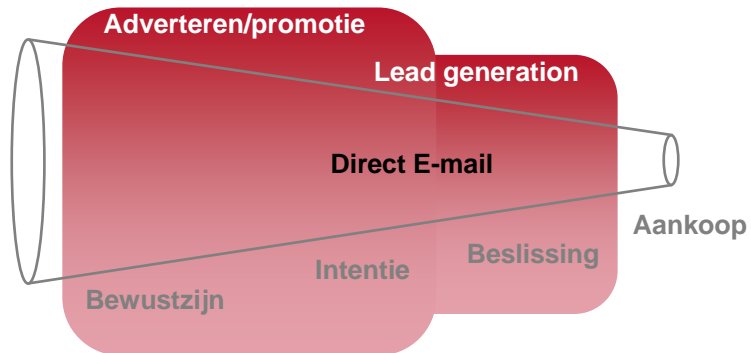 Adverteren/promotie
Lead generation
Direct E-mail
Aankoop
Beslissing
Intentie
Bewustzijn